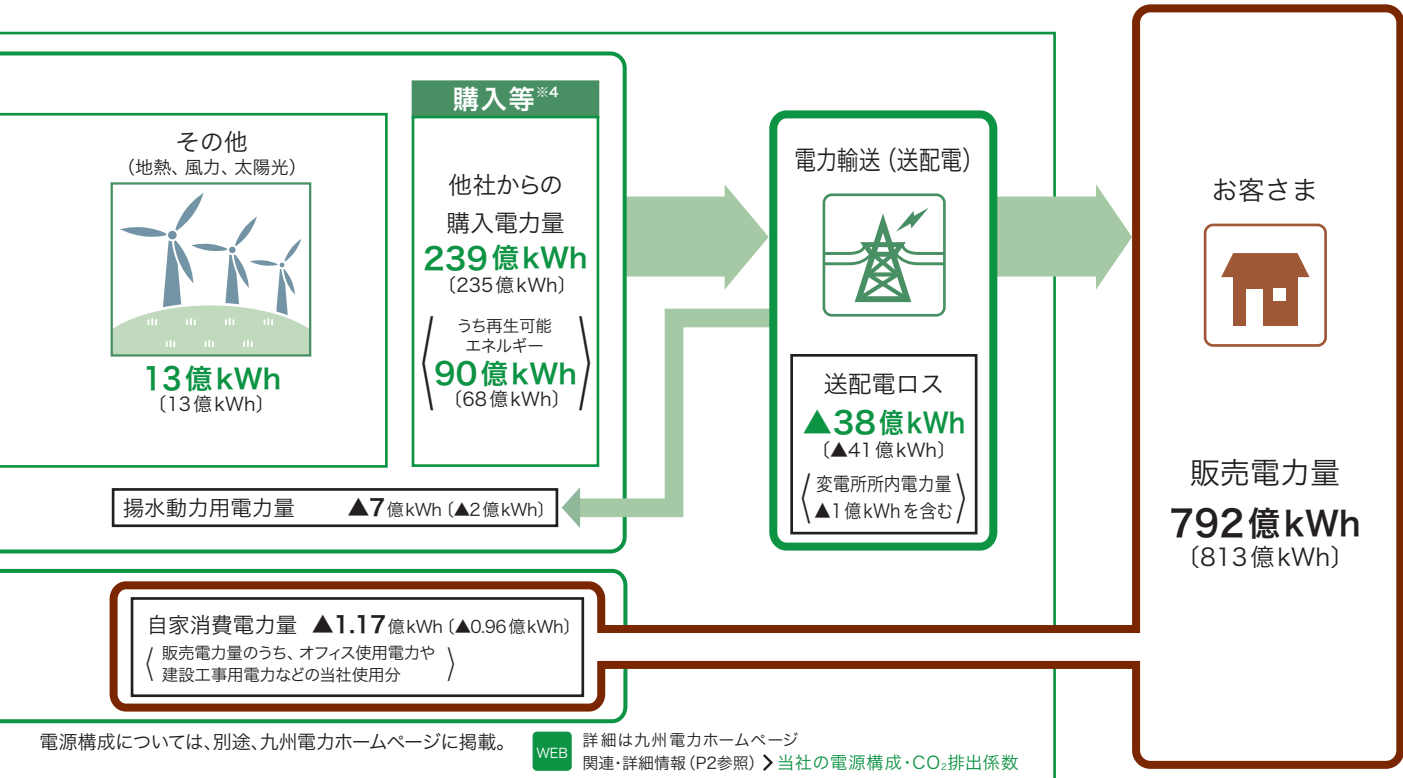 その他
(地熱、風力、太陽光)
13億kWh
〔13億kWh〕
購入等※4
他社からの
購入電力量
239億kWh
〔235億kWh〕
うち再生可能
エネルギー
90億kWh
〔68億kWh〕
揚水動力用電力量 ▲7億kWh〔▲2億kWh〕
電力輸送(送配電)
送配電ロス
▲38億kWh
〔▲41億kWh〕
変電所所内電力量
▲1億kWhを含む
お客さま
販売電力量
792億kWh
〔813億kWh〕
自家消費電力量 ▲1.17億kWh〔▲0.96億kWh〕
販売電力量のうち、オフィス使用電力や
建設工事用電力などの当社使用分
電源構成については、別途、九州電力ホームページに掲載。
WEB
詳細は九州電力ホームページ
関連・詳細情報(P2参照) > 当社の電源構成・CO₂排出係数